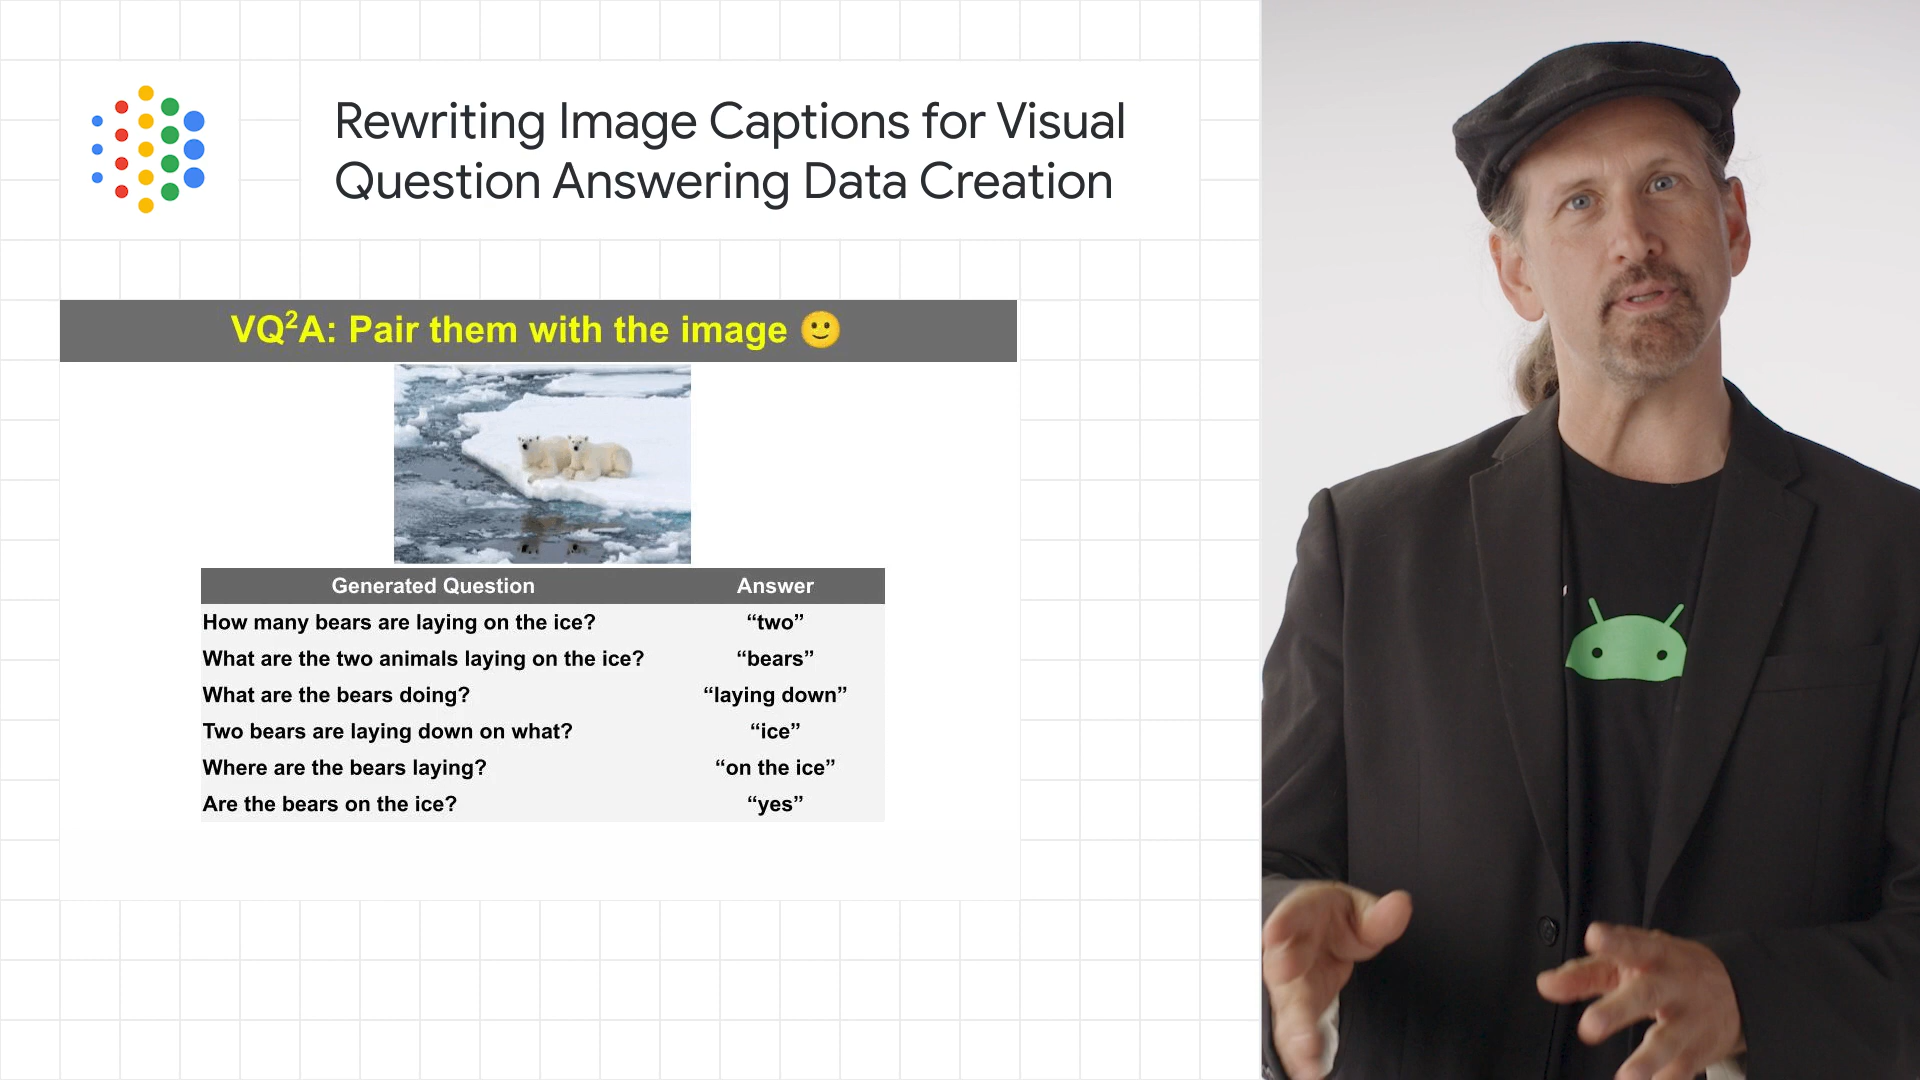 Rewriting Image Captions for Visual
Question Answering Data Creation
VQ²A: Pair them with the image 🙂
Generated Question Answer
How many bears are laying on the ice? “two”
What are the two animals laying on the ice? “bears”
What are the bears doing? “laying down”
Two bears are laying down on what? “ice”
Where are the bears laying? “on the ice”
Are the bears on the ice? “yes”